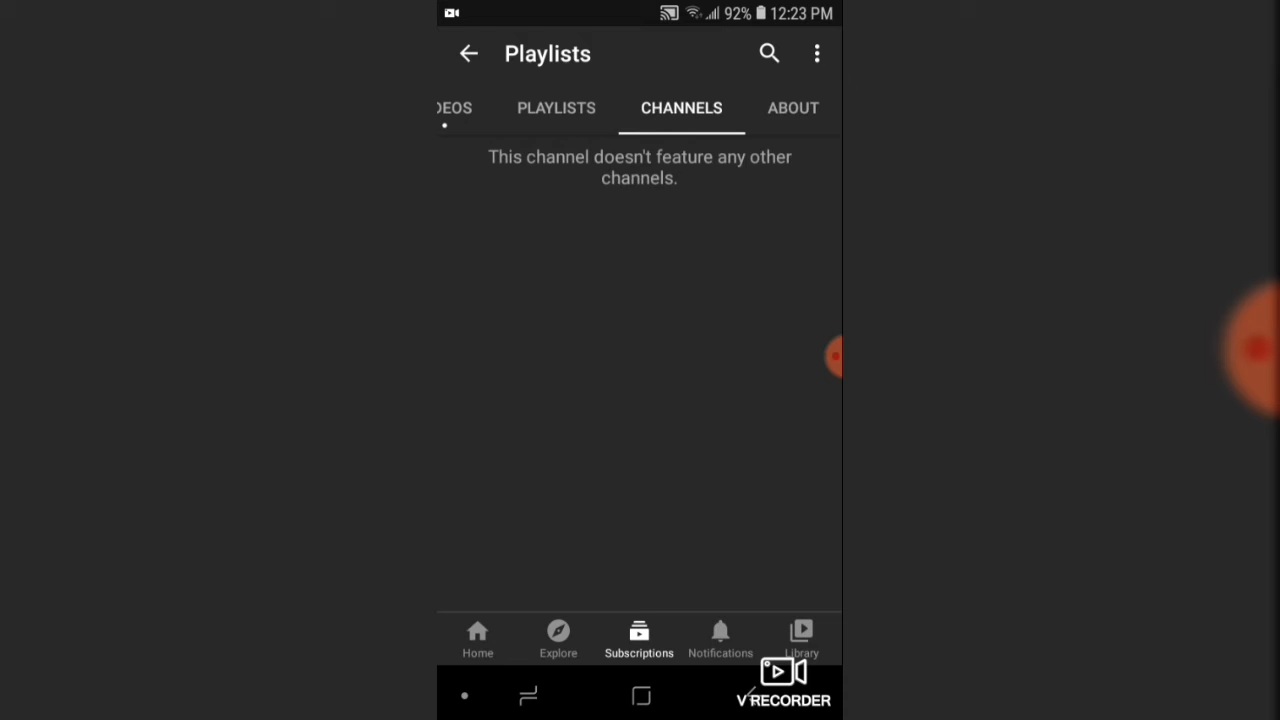 92% 12:23 PM
Playlists
DEOS PLAYLISTS CHANNELS ABOUT
This channel doesn't feature any other
channels.
Home Explore Subscriptions Notifications Library
V RECORDER